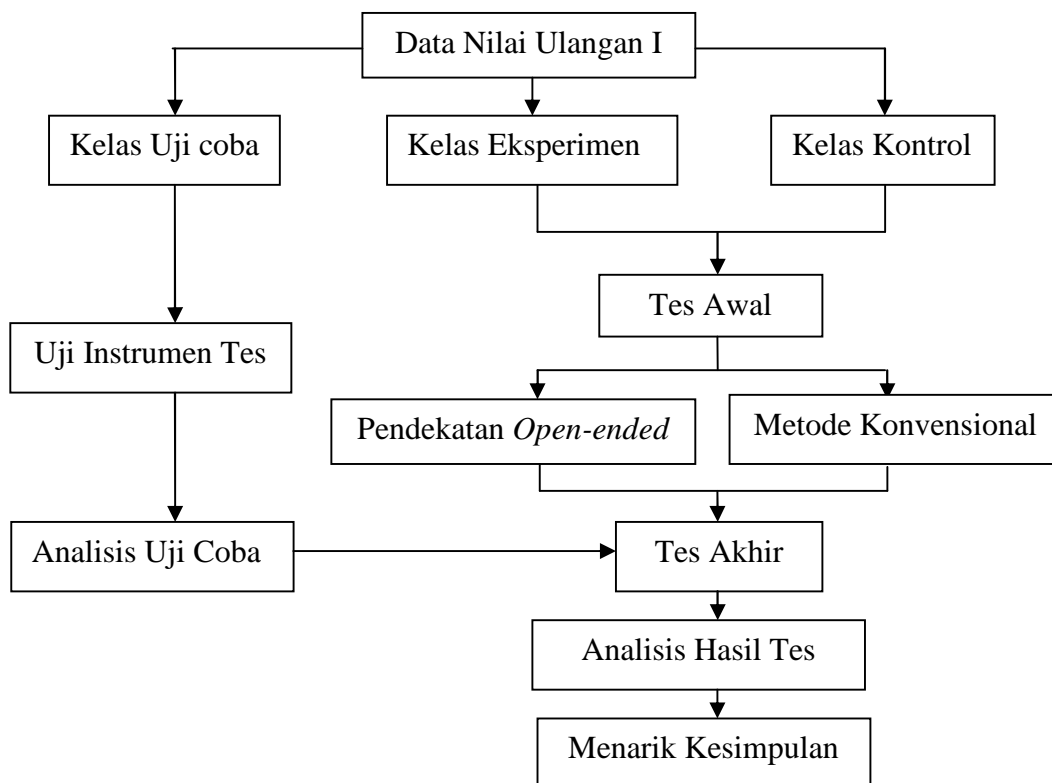 Data Nilai Ulangan I
Kelas Uji coba
Kelas Eksperimen
Kelas Kontrol
Tes Awal
Uji Instrumen Tes
Pendekatan Open-ended
Metode Konvensional
Analisis Uji Coba
Tes Akhir
Analisis Hasil Tes
Menarik Kesimpulan